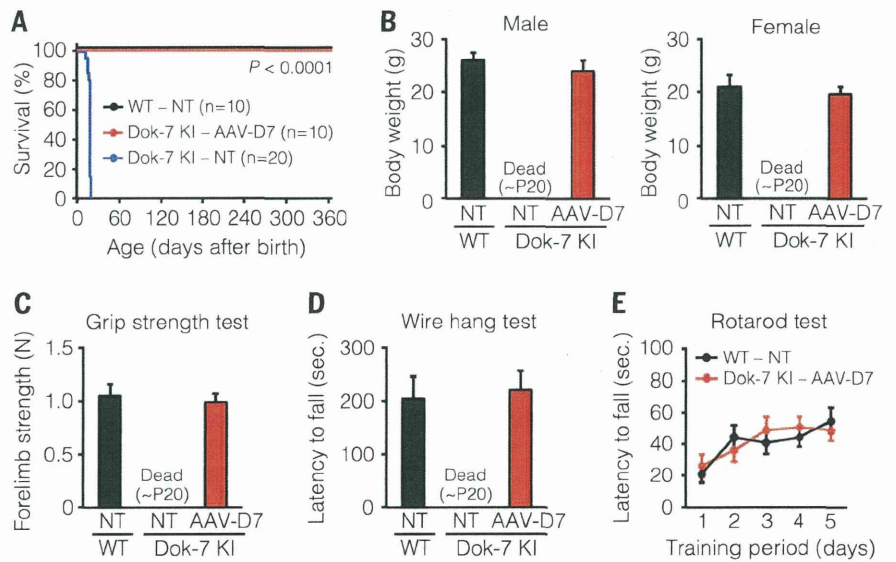 A
Survival (%)
100
80
60
40
20
0
P < 0.0001
WT – NT (n=10)
Dok-7 KI – AAV-D7 (n=10)
Dok-7 KI – NT (n=20)
0 60 120 180 240 300 360
Age (days after birth)
B
Male
Body weight (g)
30
20
10
0
Dead
(~P20)
NT NT AAV-D7
WT Dok-7 KI
Female
Body weight (g)
30
20
10
0
Dead
(~P20)
NT NT AAV-D7
WT Dok-7 KI
C
Grip strength test
Forelimb strength (N)
1.5
1.0
0.5
0
Dead
(~P20)
NT NT AAV-D7
WT Dok-7 KI
D
Wire hang test
Latency to fall (sec.)
300
200
100
0
Dead
(~P20)
NT NT AAV-D7
WT Dok-7 KI
E
Rotarod test
Latency to fall (sec.)
100
80
60
40
20
0
WT – NT
Dok-7 KI – AAV-D7
1 2 3 4 5
Training period (days)